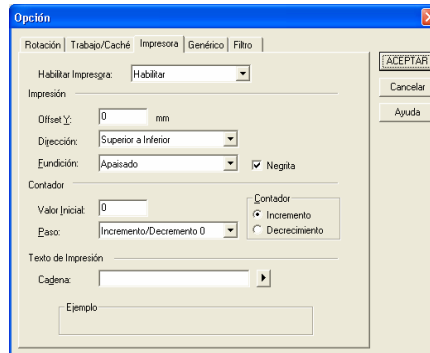 Opción
Rotación Trabajo/Caché Impresora Genérico Filtro
ACEPTAR
Cancelar
Ayuda
Habilitar Impresora: Habilitar
Impresión
Offset Y: 0 mm
Dirección: Superior a Inferior
Fundición: Apaisado Negrita
Contador
Valor Inicial: 0
Paso: Incremento/Decremento 0
Contador
Incremento
Decrecimiento
Texto de Impresión
Cadena:
Ejemplo